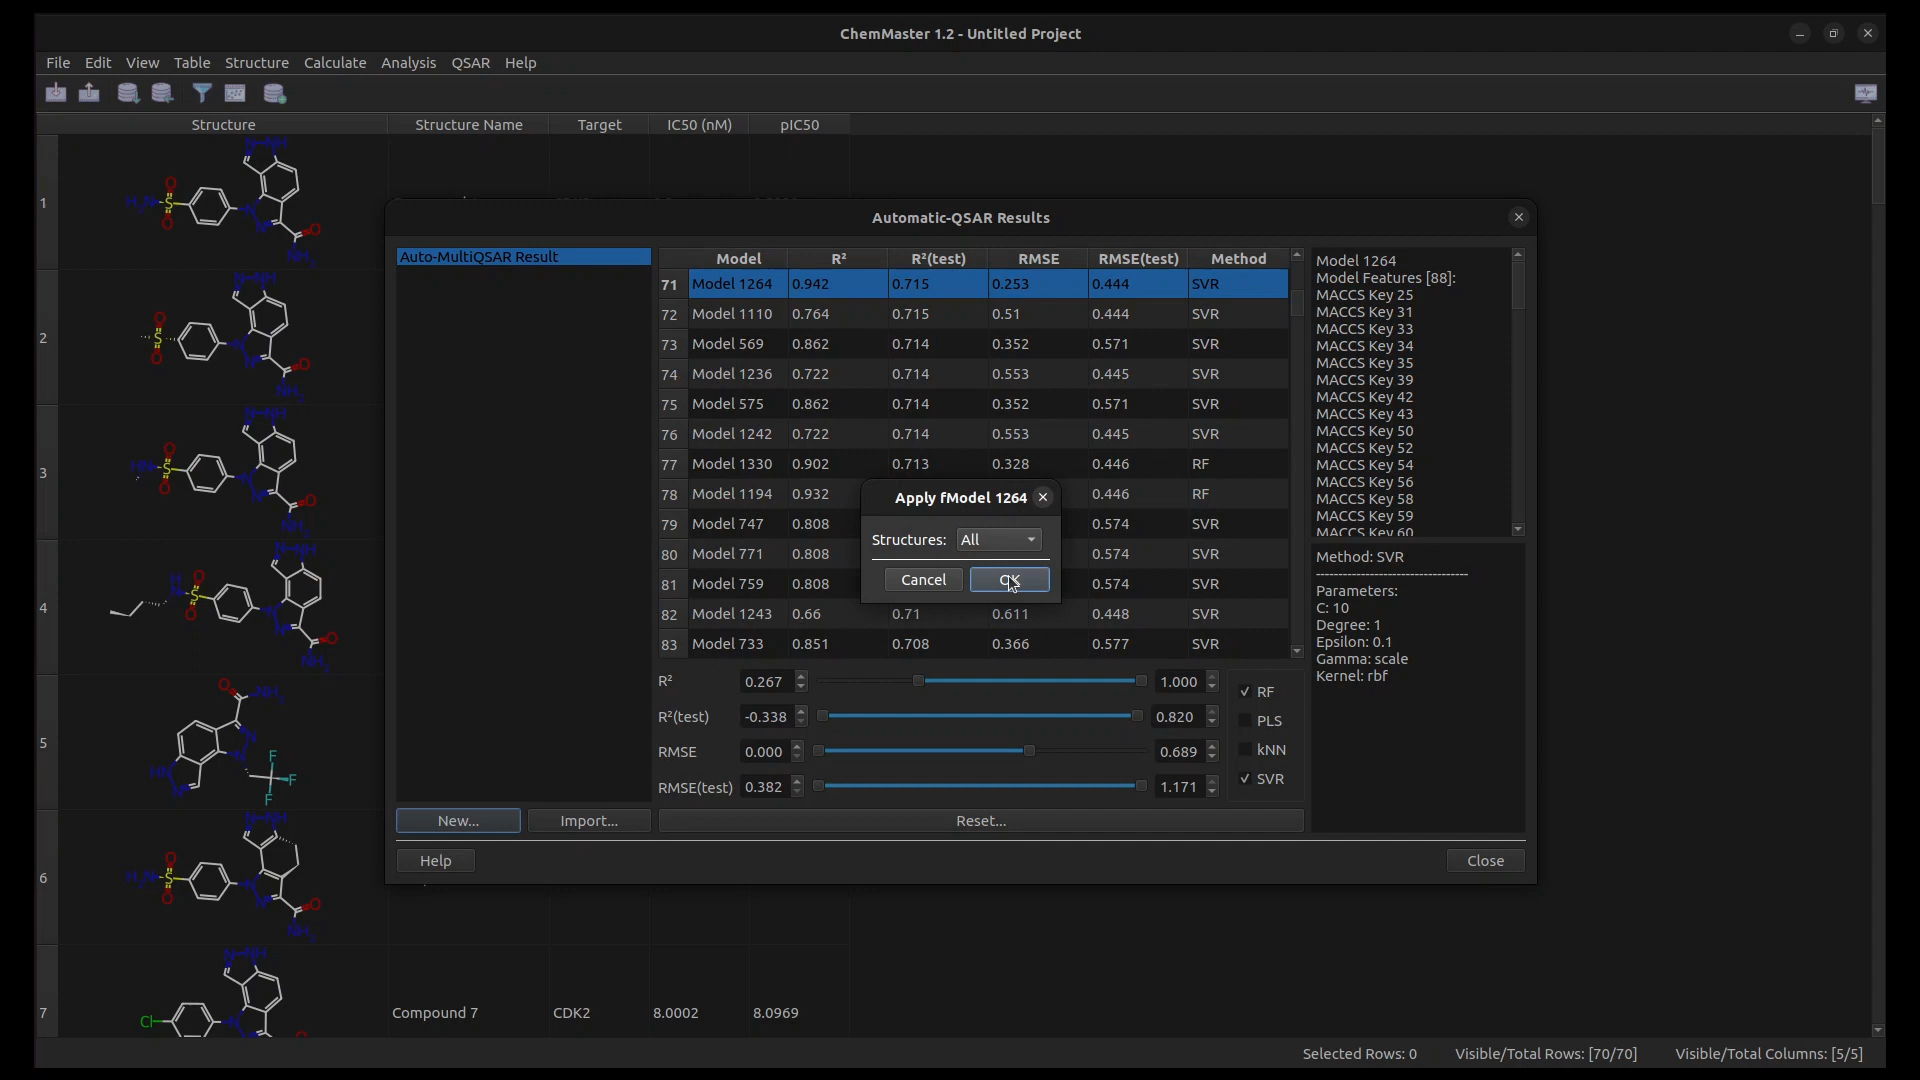 ChemMaster 1.2 - Untitled Project
File Edit View Table Structure Calculate Analysis QSAR Help
Structure Structure Name Target IC50 (nM) pIC50
1
2
3
4
5
6
7 Compound 7 CDK2 8.0002 8.0969
Automatic-QSAR Results
Auto-MultiQSAR Result
Model R² R²(test) RMSE RMSE(test) Method
71 Model 1264 0.942 0.715 0.253 0.444 SVR
72 Model 1110 0.764 0.715 0.51 0.444 SVR
73 Model 569 0.862 0.714 0.352 0.571 SVR
74 Model 1236 0.722 0.714 0.553 0.445 SVR
75 Model 575 0.862 0.714 0.352 0.571 SVR
76 Model 1242 0.722 0.714 0.553 0.445 SVR
77 Model 1330 0.902 0.713 0.328 0.446 RF
78 Model 1194 0.932 0.446 RF
79 Model 747 0.808 0.574 SVR
80 Model 771 0.808 0.574 SVR
81 Model 759 0.808 0.574 SVR
82 Model 1243 0.66 0.71 0.611 0.448 SVR
83 Model 733 0.851 0.708 0.366 0.577 SVR
Apply fModel 1264
Structures: All
Cancel OK
R² 0.267 1.000
R²(test) -0.338 0.820
RMSE 0.000 0.689
RMSE(test) 0.382 1.171
RF
PLS
kNN
SVR
New... Import... Reset...
Help Close
Model 1264
Model Features [88]:
MACCS Key 25
MACCS Key 31
MACCS Key 33
MACCS Key 34
MACCS Key 35
MACCS Key 39
MACCS Key 42
MACCS Key 43
MACCS Key 50
MACCS Key 52
MACCS Key 54
MACCS Key 56
MACCS Key 58
MACCS Key 59
MACCS Key 60
Method: SVR
----------------------------------
Parameters:
C: 10
Degree: 1
Epsilon: 0.1
Gamma: scale
Kernel: rbf
Selected Rows: 0 Visible/Total Rows: [70/70] Visible/Total Columns: [5/5]